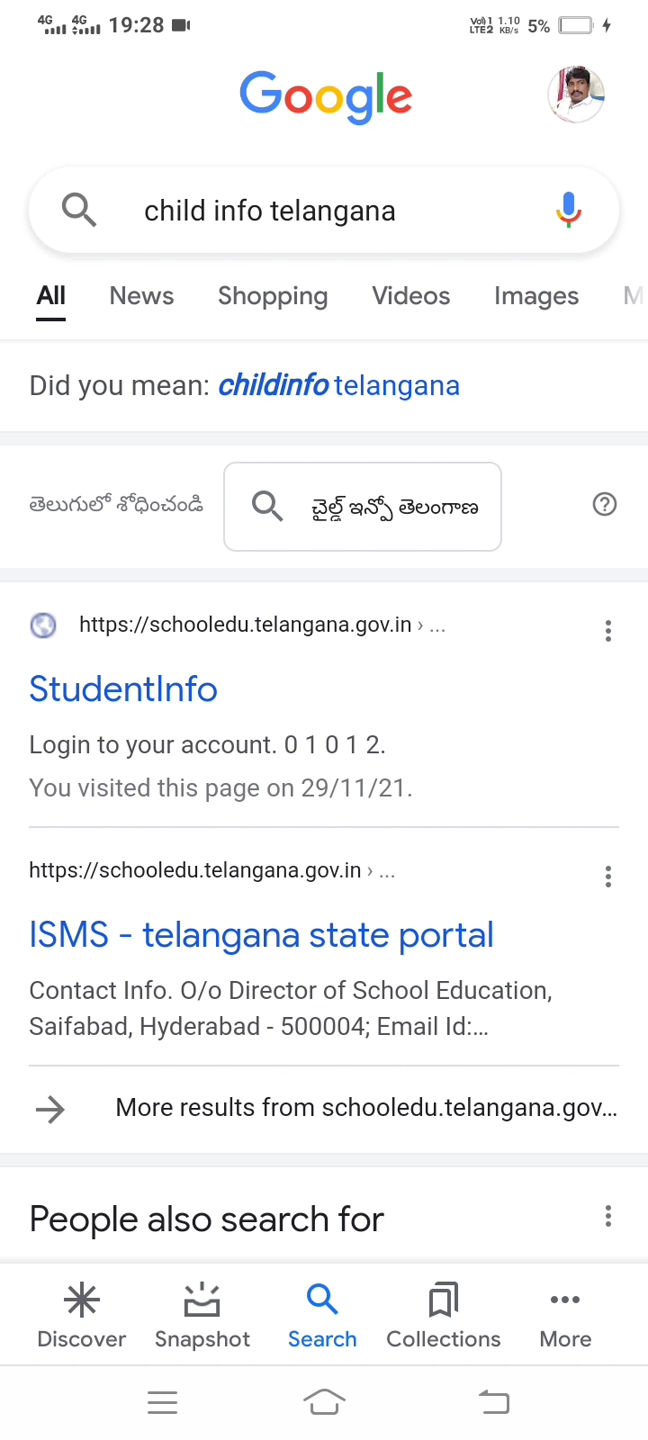 4G 4G 19:28 VoI) 1 LTE2 1.10 KB/s 5%
Google
child info telangana
All News Shopping Videos Images M
Did you mean: childinfo telangana
తెలుగులో శోధించండి చైల్డ్ ఇన్ఫో తెలంగాణ
https://schooledu.telangana.gov.in › ...
StudentInfo
Login to your account. 0 1 0 1 2.
You visited this page on 29/11/21.
https://schooledu.telangana.gov.in › ...
ISMS - telangana state portal
Contact Info. O/o Director of School Education,
Saifabad, Hyderabad - 500004; Email Id:...
More results from schooledu.telangana.gov...
People also search for
Discover Snapshot Search Collections More